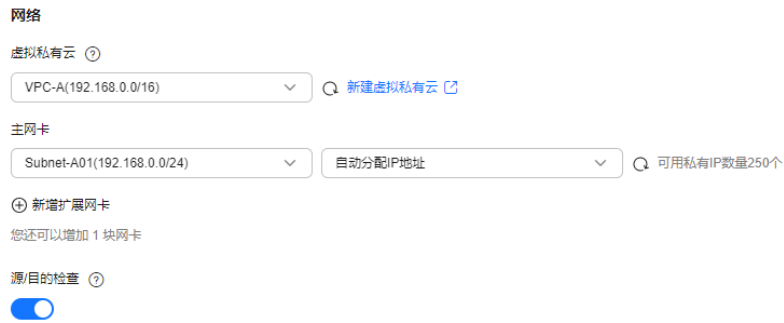 网络
虚拟私有云 ?
VPC-A(192.168.0.0/16) 新建虚拟私有云
主网卡
Subnet-A01(192.168.0.0/24) 自动分配IP地址 可用私有IP数量250个
新增扩展网卡
您还可以增加 1 块网卡
源/目的检查 ?